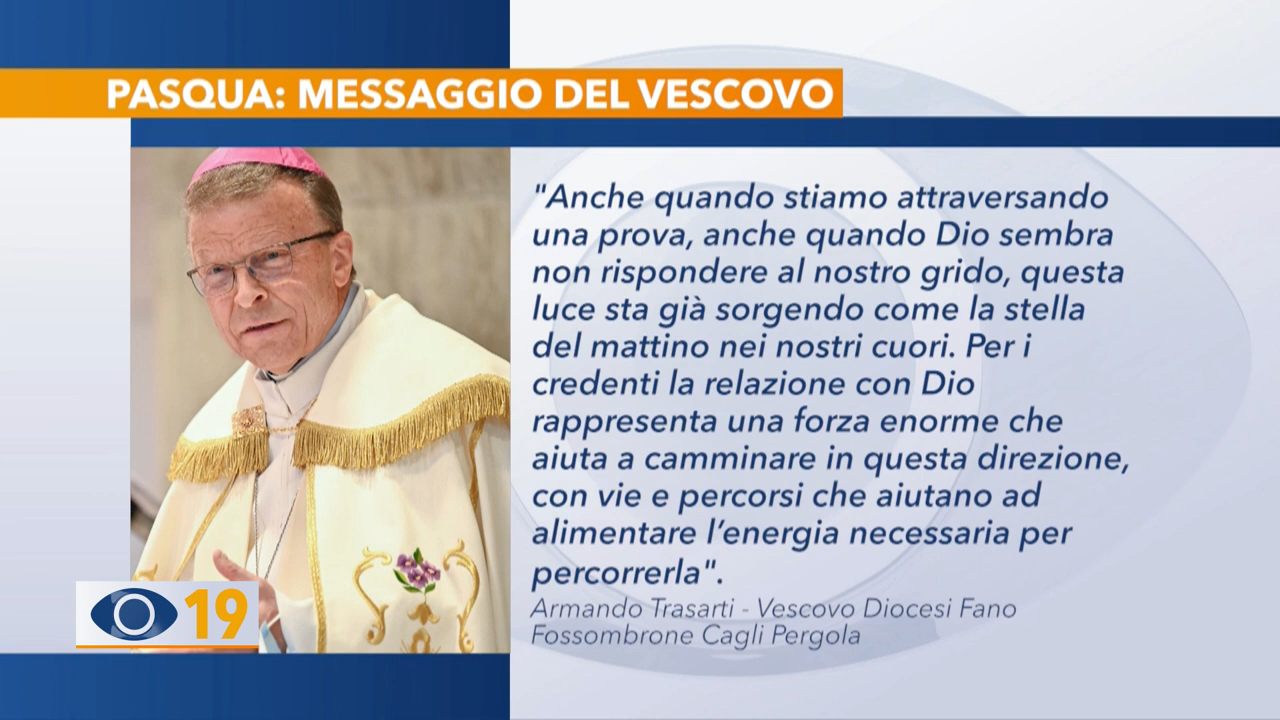 PASQUA: MESSAGGIO DEL VESCOVO
"Anche quando stiamo attraversando
una prova, anche quando Dio sembra
non rispondere al nostro grido, questa
luce sta già sorgendo come la stella
del mattino nei nostri cuori. Per i
credenti la relazione con Dio
rappresenta una forza enorme che
aiuta a camminare in questa direzione,
con vie e percorsi che aiutano ad
alimentare l’energia necessaria per
percorrerla".
Armando Trasarti - Vescovo Diocesi Fano
Fossombrone Cagli Pergola
19